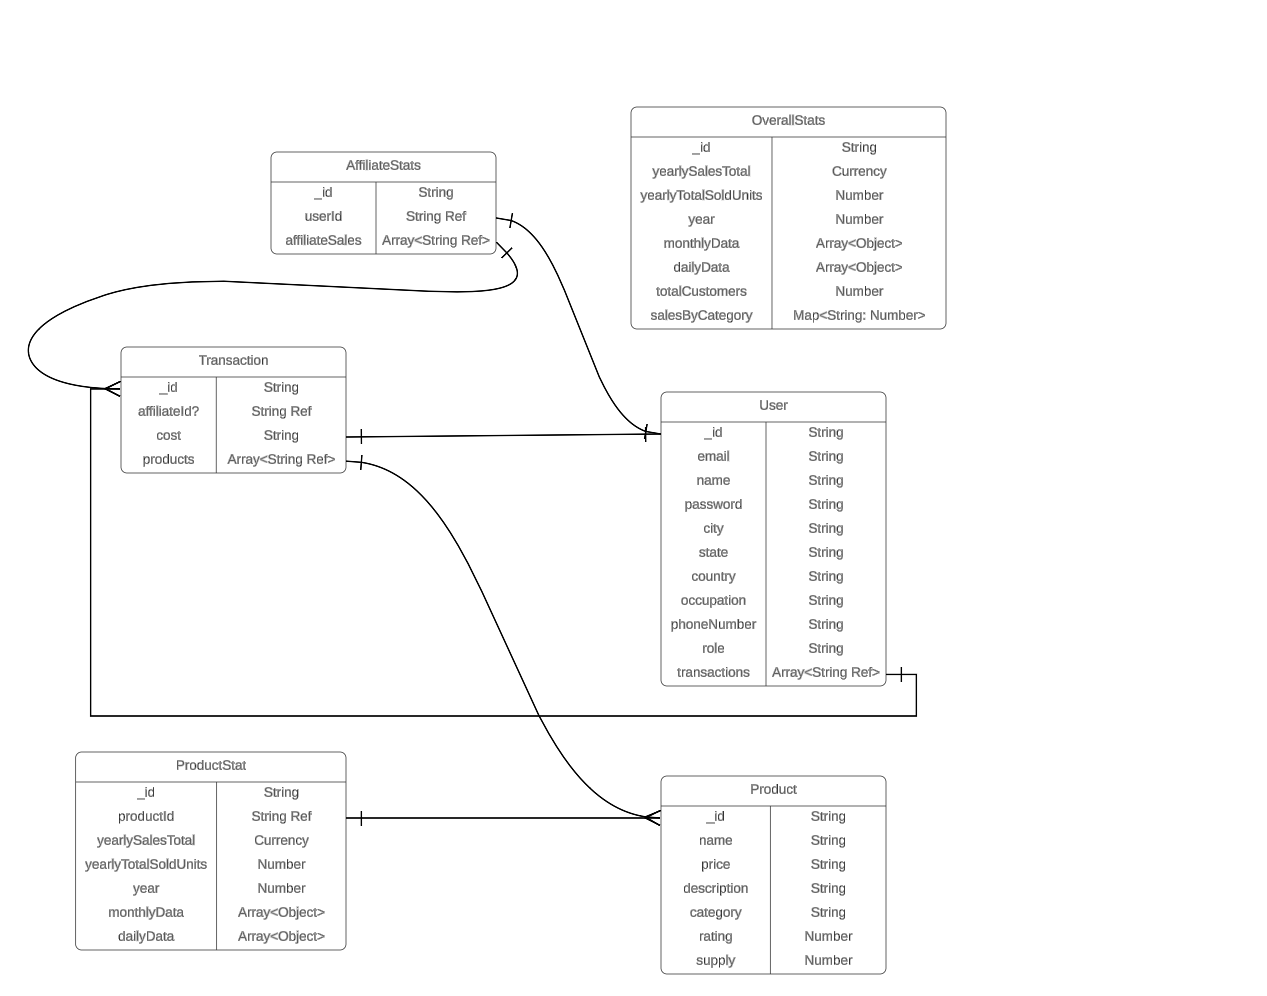 OverallStats
_id String
yearlySalesTotal Currency
yearlyTotalSoldUnits Number
year Number
monthlyData Array<Object>
dailyData Array<Object>
totalCustomers Number
salesByCategory Map<String: Number>
AffiliateStats
_id String
userId String Ref
affiliateSales Array<String Ref>
Transaction
_id String
affiliateId? String Ref
cost String
products Array<String Ref>
User
_id String
email String
name String
password String
city String
state String
country String
occupation String
phoneNumber String
role String
transactions Array<String Ref>
ProductStat
_id String
productId String Ref
yearlySalesTotal Currency
yearlyTotalSoldUnits Number
year Number
monthlyData Array<Object>
dailyData Array<Object>
Product
_id String
name String
price String
description String
category String
rating Number
supply Number